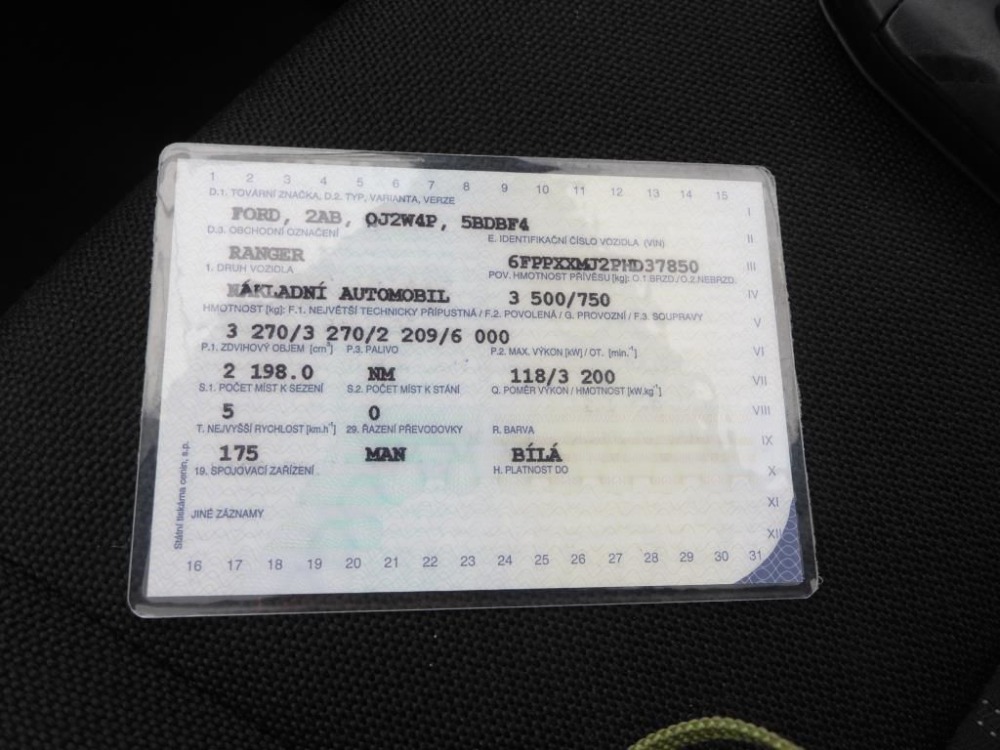 1 2 3 4 5 6 7 8 9 10 11 12 13 14 15
D.1. TOVÁRNÍ ZNAČKA, D.2. TYP, VARIANTA, VERZE I
FORD, 2AB, QJ2W4P, 5BDBF4
D.3. OBCHODNÍ OZNAČENÍ E. IDENTIFIKAČNÍ ČÍSLO VOZIDLA (VIN) II
RANGER 6FPPXXMJ2PHD37850 III
1. DRUH VOZIDLA POV. HMOTNOST PŘÍVĚSU [kg]: O.1.BRZD./O.2.NEBRZD.
NÁKLADNÍ AUTOMOBIL 3 500/750 IV
HMOTNOST [kg]: F.1. NEJVĚTŠÍ TECHNICKY PŘÍPUSTNÁ / F.2. POVOLENÁ / G. PROVOZNÍ / F.3. SOUPRAVY
3 270/3 270/2 209/6 000 V
P.1. ZDVIHOVÝ OBJEM [cm³] P.3. PALIVO P.2. MAX. VÝKON [kW] / OT. [min.⁻¹] VI
2 198.0 NM 118/3 200 VII
S.1. POČET MÍST K SEZENÍ S.2. POČET MÍST K STÁNÍ Q. POMĚR VÝKON / HMOTNOST [kW.kg⁻¹]
5 0 VIII
T. NEJVYŠŠÍ RYCHLOST [km.h⁻¹] 29. ŘAZENÍ PŘEVODOVKY R. BARVA IX
175 MAN BÍLÁ
19. SPOJOVACÍ ZAŘÍZENÍ H. PLATNOST DO X
XI
JINÉ ZÁZNAMY
XII
16 17 18 19 20 21 22 23 24 25 26 27 28 29 30 31
Státní tiskárna cenin, s.p.